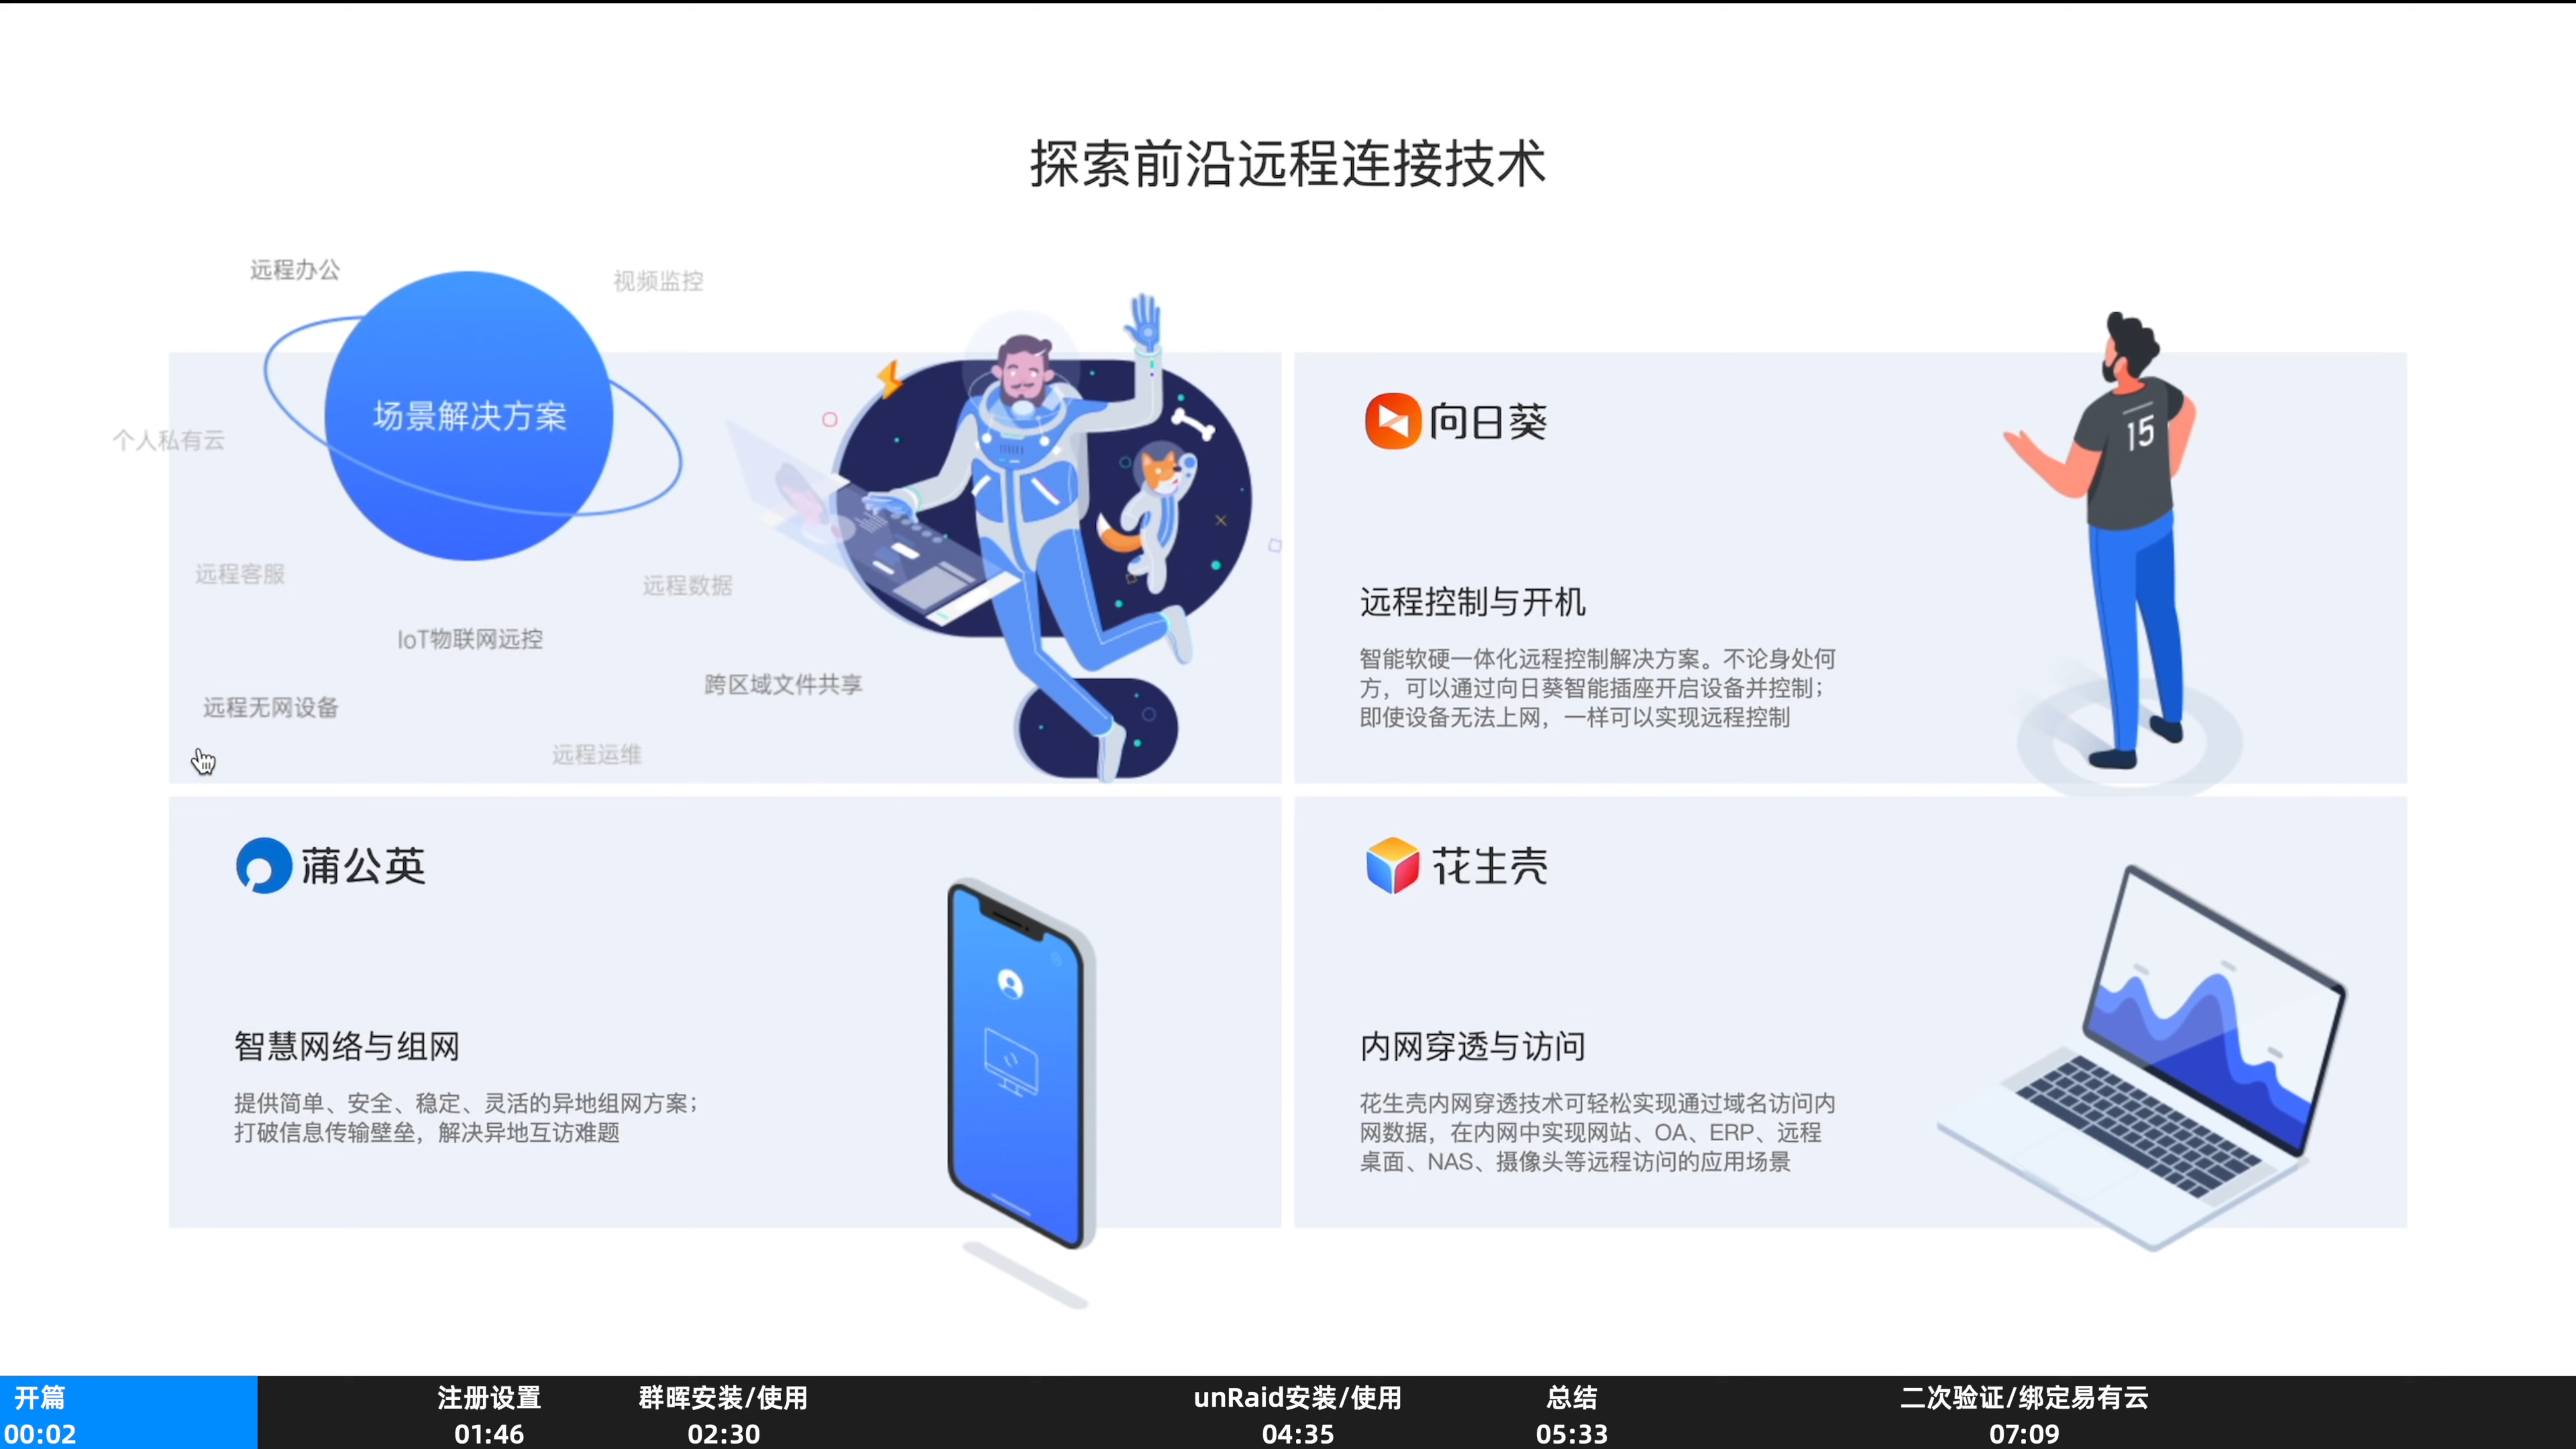 探索前沿远程连接技术
远程办公
视频监控
场景解决方案
个人私有云
远程客服
远程数据
IoT物联网远控
跨区域文件共享
远程无网设备
远程运维
向日葵
15
远程控制与开机
智能软硬一体化远程控制解决方案。不论身处何
方，可以通过向日葵智能插座开启设备并控制；
即使设备无法上网，一样可以实现远程控制
蒲公英
智慧网络与组网
提供简单、安全、稳定、灵活的异地组网方案；
打破信息传输壁垒，解决异地互访难题
花生壳
内网穿透与访问
花生壳内网穿透技术可轻松实现通过域名访问内
网数据，在内网中实现网站、OA、ERP、远程
桌面、NAS、摄像头等远程访问的应用场景
开篇
00:02
注册设置
01:46
群晖安装/使用
02:30
unRaid安装/使用
04:35
总结
05:33
二次验证/绑定易有云
07:09